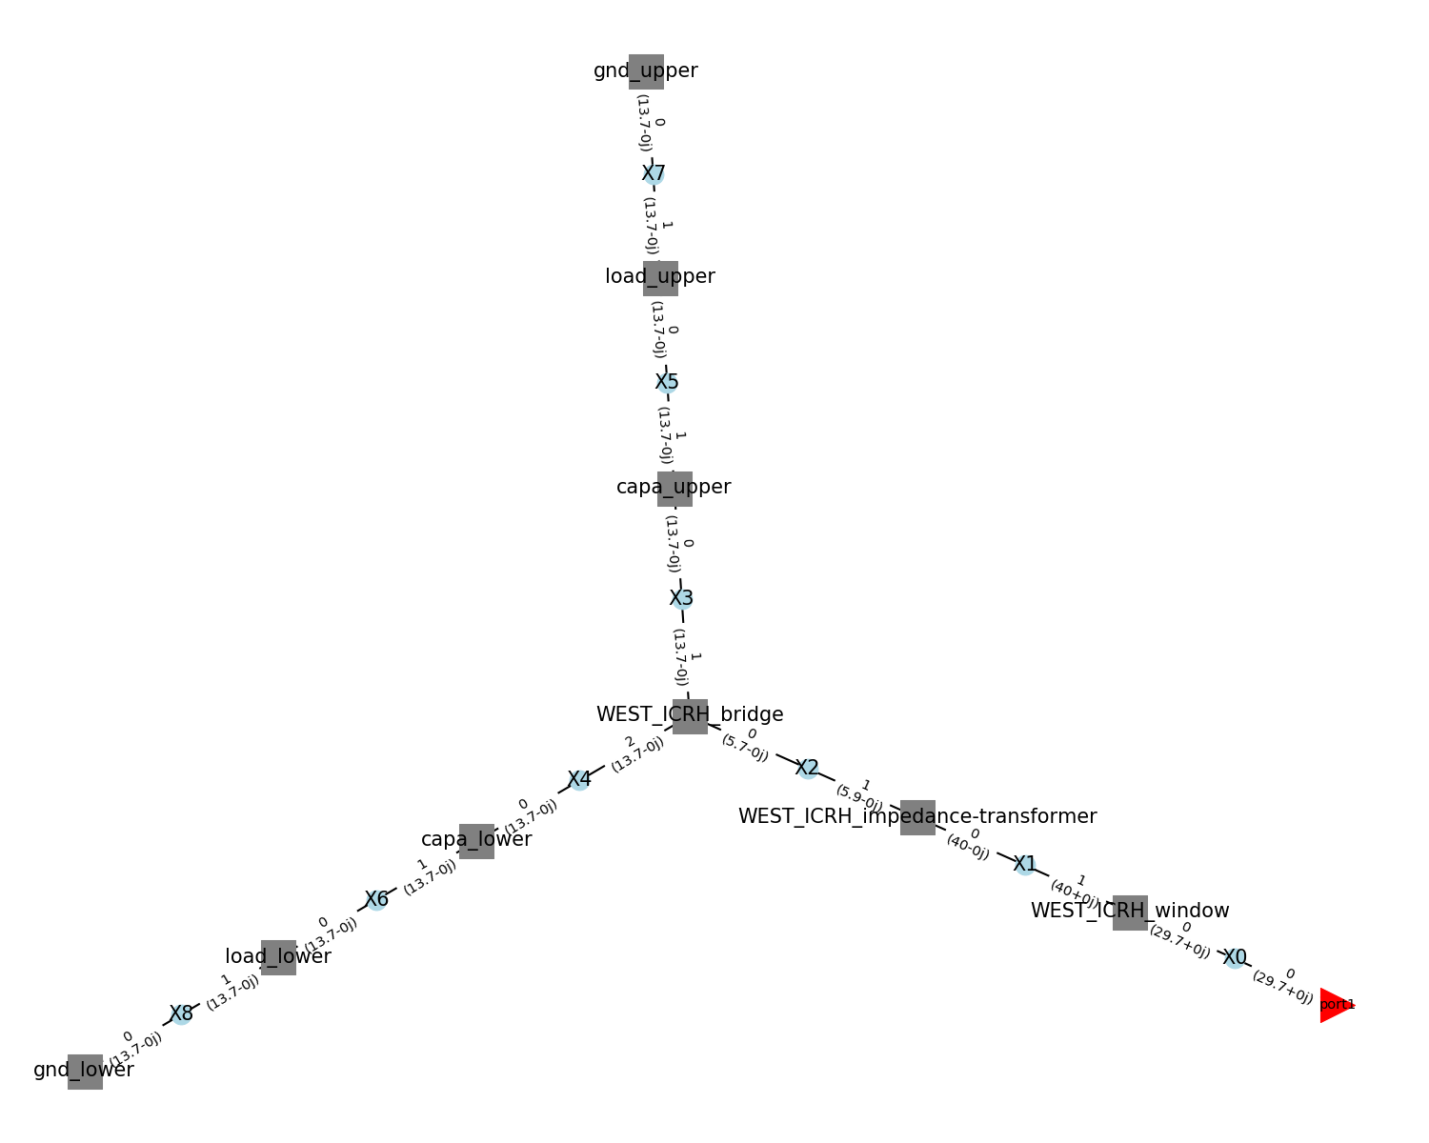 gnd_upper
0
(13.7-0j)
X7
1
(13.7-0j)
load_upper
0
(13.7-0j)
X5
1
(13.7-0j)
capa_upper
0
(13.7-0j)
X3
1
(13.7-0j)
WEST_ICRH_bridge
2
(13.7-0j)
X4
0
(13.7-0j)
capa_lower
1
(13.7-0j)
X6
0
(13.7-0j)
load_lower
1
(13.7-0j)
X8
0
(13.7-0j)
gnd_lower
0
(5.7-0j)
X2
1
(5.9-0j)
WEST_ICRH_impedance-transformer
0
(40-0j)
X1
1
(40+0j)
WEST_ICRH_window
0
(29.7+0j)
X0
0
(29.7+0j)
port1